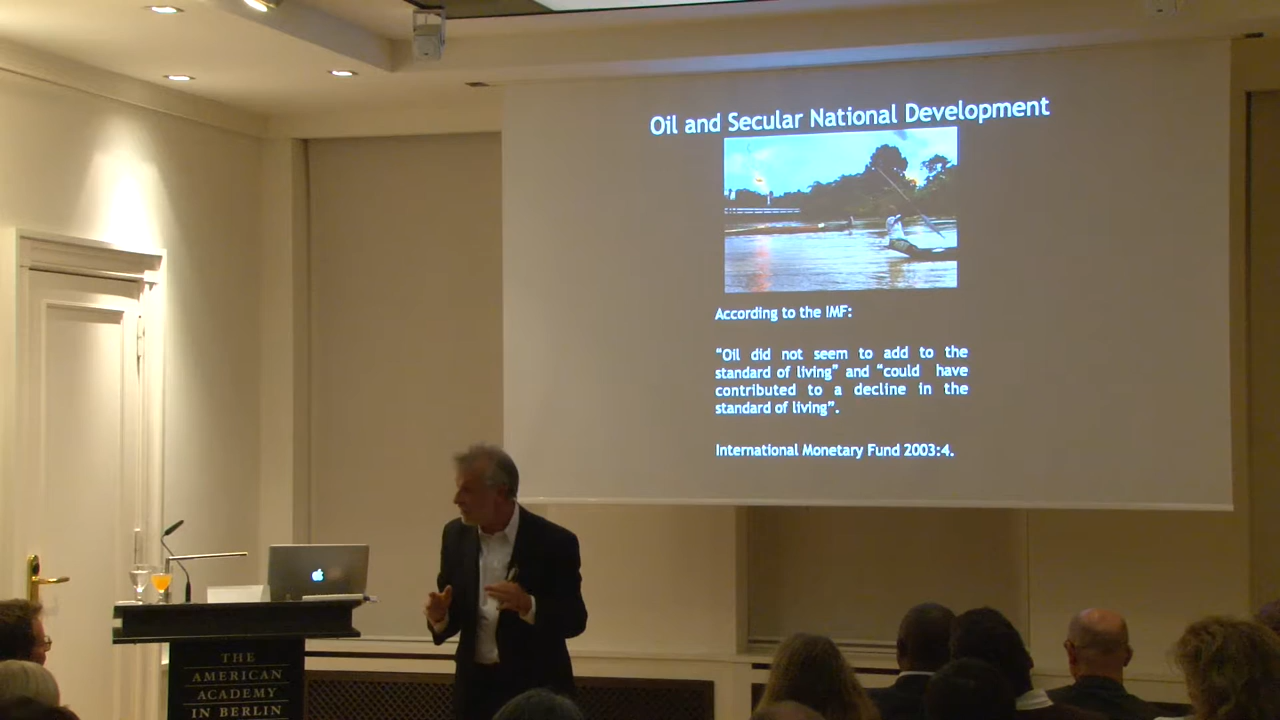 Oil and Secular National Development
According to the IMF:
“Oil did not seem to add to the
standard of living” and “could have
contributed to a decline in the
standard of living”.
International Monetary Fund 2003:4.
THE
AMERICAN
ACADEMY
IN BERLIN